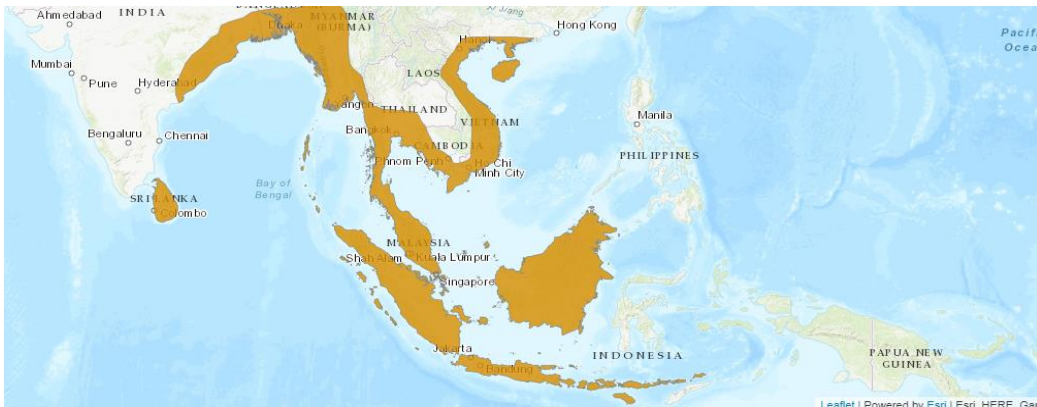 Ahmedabad
INDIA
Dhaka
MYANMAR
(BURMA)
Xi Jiang
Hong Kong
Hanoi
Pacific
Ocea
Mumbai
Pune
Hyderabad
LAOS
Yangon
THAILAND
VIETNAM
Manila
Bengaluru
Chennai
Bangkok
CAMBODIA
Phnom Penh
Ho Chi
Minh City
PHILIPPINES
Bay of
Bengal
SRI LANKA
Colombo
MALAYSIA
Shah Alam
Kuala Lumpur
Singapore
Jakarta
Bandung
INDONESIA
PAPUA NEW
GUINEA
Leaflet | Powered by Esri | Esri, HERE, Gar